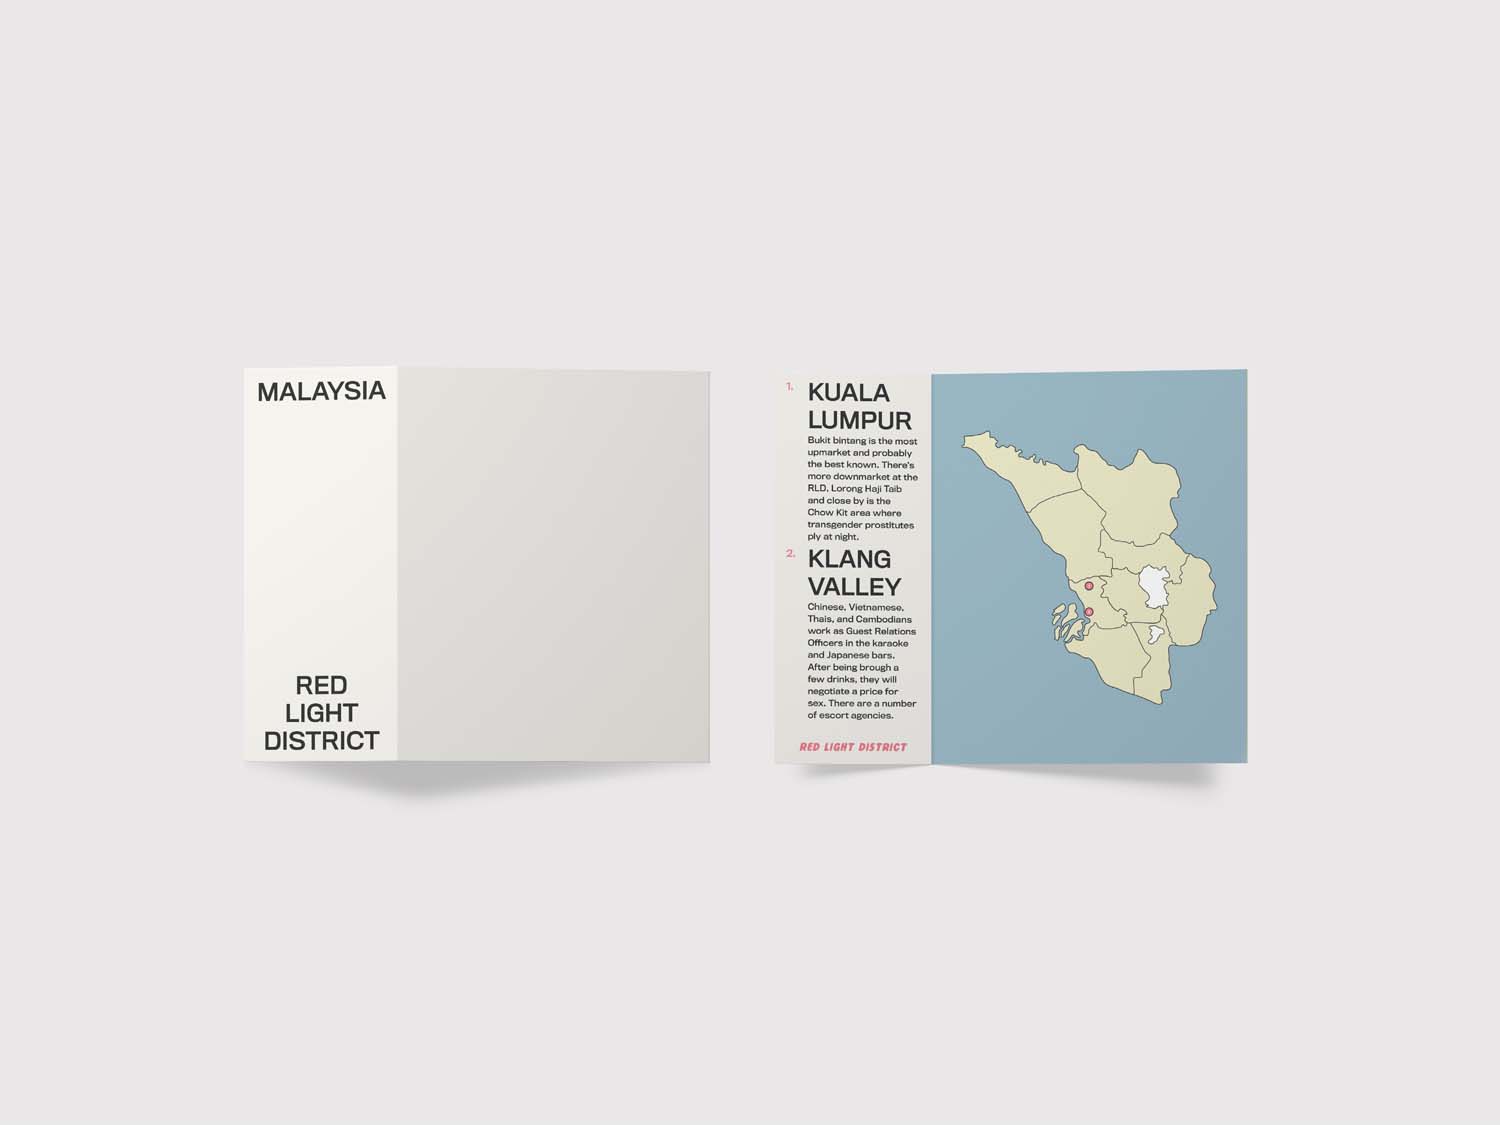 MALAYSIA
RED
LIGHT
DISTRICT
1.
KUALA
LUMPUR
Bukit bintang is the most
upmarket and probably
the best known. There's
more downmarket at the
RLD, Lorong Haji Taib
and close by is the
Chow Kit area where
transgender prostitutes
ply at night.
2.
KLANG
VALLEY
Chinese, Vietnamese,
Thais, and Cambodians
work as Guest Relations
Officers in the karaoke
and Japanese bars.
After being brough a
few drinks, they will
negotiate a price for
sex. There are a number
of escort agencies.
RED LIGHT DISTRICT